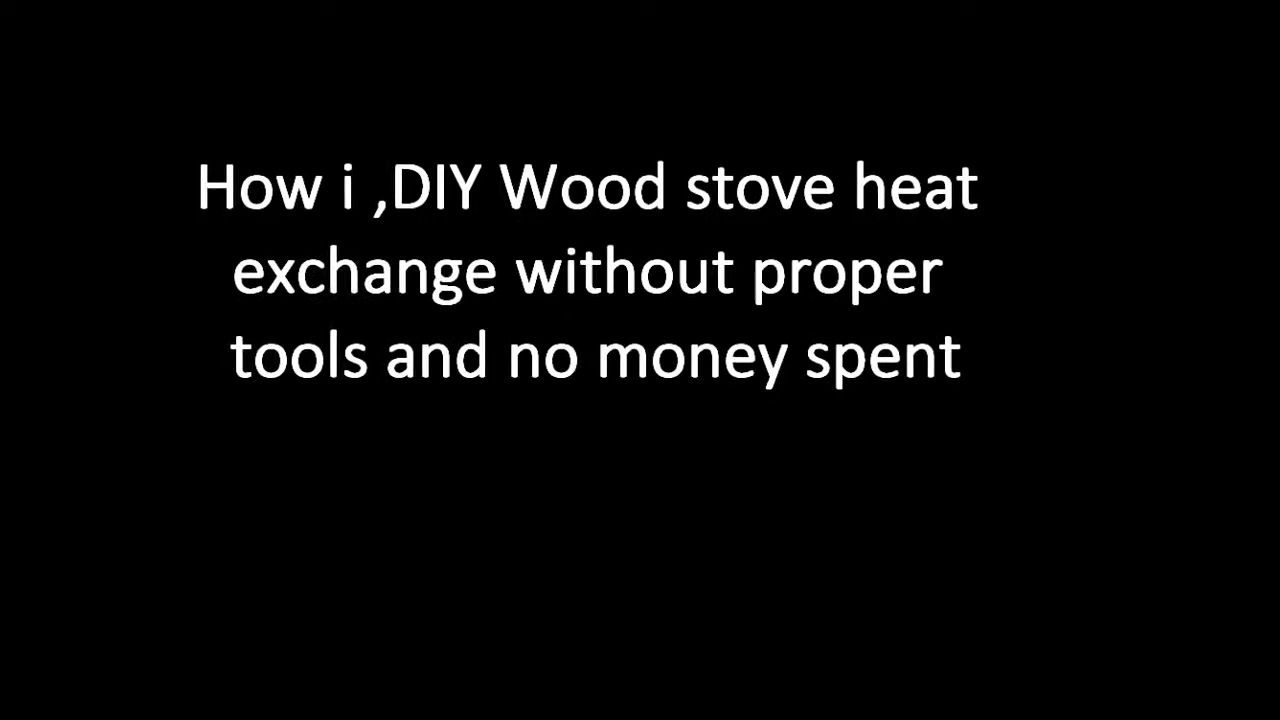 How i ,DIY Wood stove heat
exchange without proper
tools and no money spent